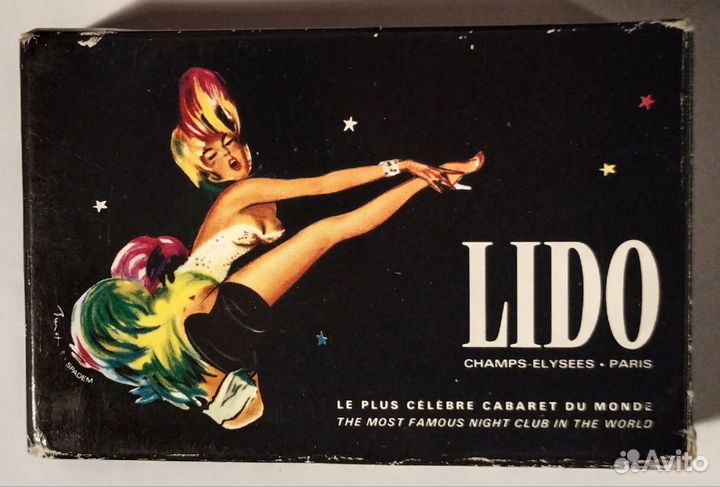 LIDO
CHAMPS-ELYSEES • PARIS
LE PLUS CÉLÈBRE CABARET DU MONDE
THE MOST FAMOUS NIGHT CLUB IN THE WORLD
SPADEM
Avito